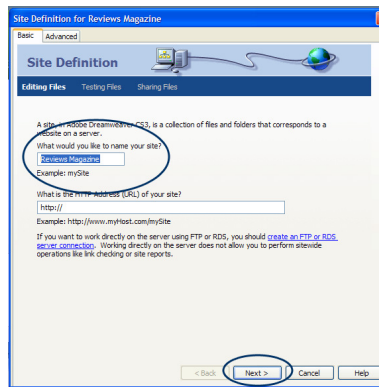 Site Definition for Reviews Magazine
Basic Advanced
Site Definition
Editing Files Testing Files Sharing Files
A site, in Adobe Dreamweaver CS3, is a collection of files and folders that corresponds to a
website on a server.
What would you like to name your site?
Reviews Magazine
Example: mySite
What is the HTTP Address (URL) of your site?
http://
Example: http://www.myHost.com/mySite
If you want to work directly on the server using FTP or RDS, you should create an FTP or RDS
server connection. Working directly on the server does not allow you to perform sitewide
operations like link checking or site reports.
< Back Next > Cancel Help